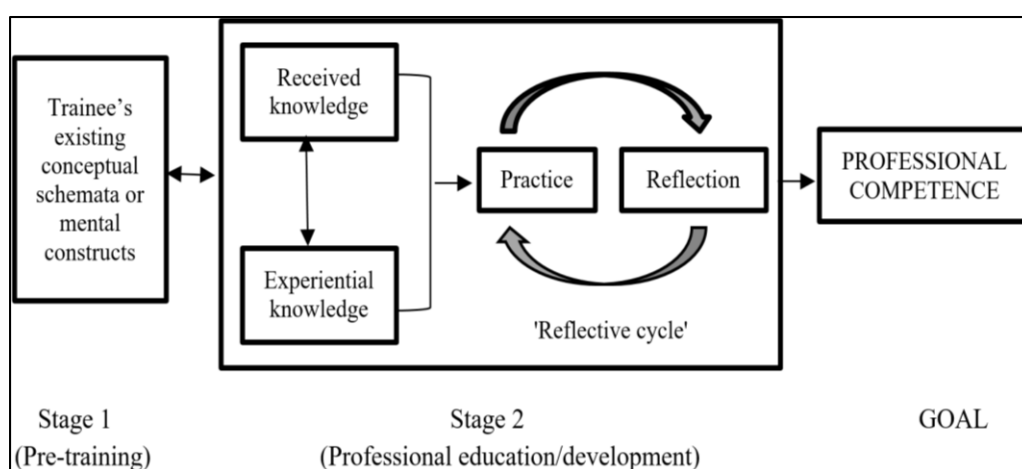 Trainee’s
existing
conceptual
schemata or
mental
constructs
Received
knowledge
Experiential
knowledge
Practice
Reflection
'Reflective cycle'
PROFESSIONAL
COMPETENCE
Stage 1
(Pre-training)
Stage 2
(Professional education/development)
GOAL